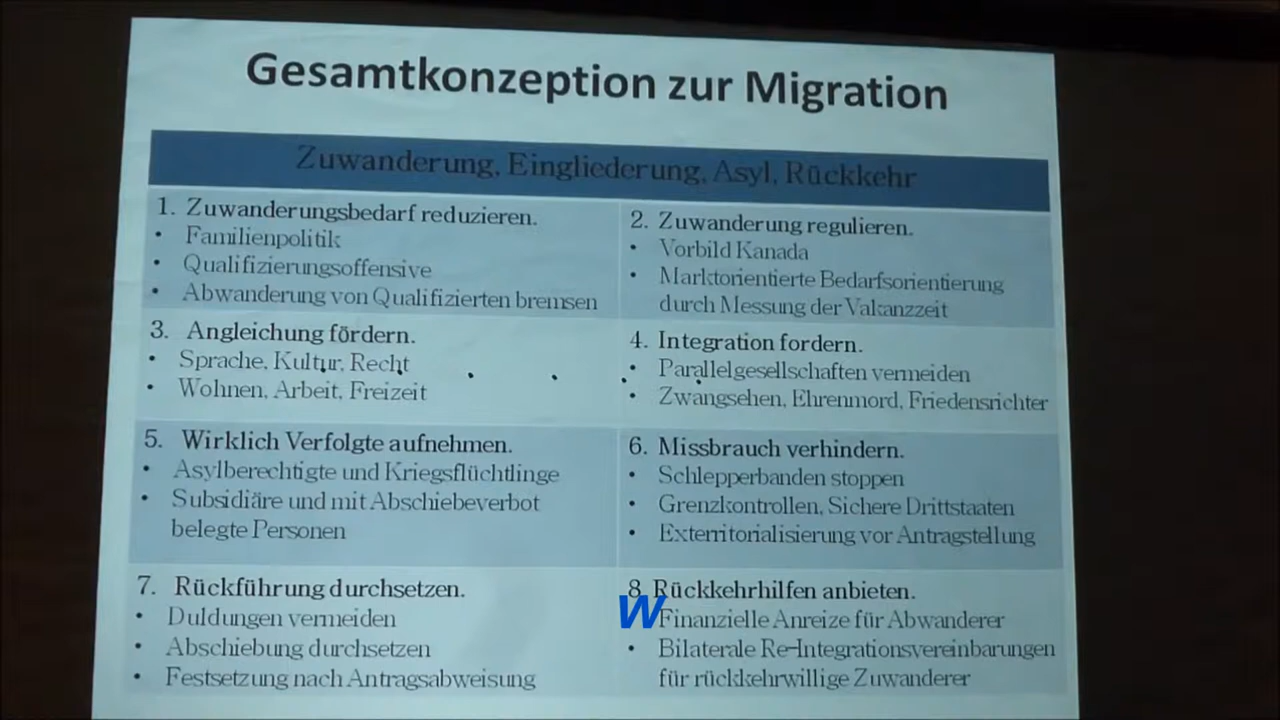 Gesamtkonzeption zur Migration
Zuwanderung, Eingliederung, Asyl, Rückkehr
1. Zuwanderungsbedarf reduzieren.
• Familienpolitik
• Qualifizierungsoffensive
• Abwanderung von Qualifizierten bremsen
2. Zuwanderung regulieren.
• Vorbild Kanada
• Marktorientierte Bedarfsorientierung
durch Messung der Vakanzzeit
3. Angleichung fördern.
• Sprache, Kultur, Recht
• Wohnen, Arbeit, Freizeit
4. Integration fordern.
• Parallelgesellschaften vermeiden
• Zwangsehen, Ehrenmord, Friedensrichter
5. Wirklich Verfolgte aufnehmen.
• Asylberechtigte und Kriegsflüchtlinge
• Subsidiäre und mit Abschiebeverbot
belegte Personen
6. Missbrauch verhindern.
• Schlepperbanden stoppen
• Grenzkontrollen, Sichere Drittstaaten
• Exterritorialisierung vor Antragstellung
7. Rückführung durchsetzen.
• Duldungen vermeiden
• Abschiebung durchsetzen
• Festsetzung nach Antragsabweisung
8. Rückkehrhilfen anbieten.
W
Finanzielle Anreize für Abwanderer
• Bilaterale Re-Integrationsvereinbarungen
für rückkehrwillige Zuwanderer